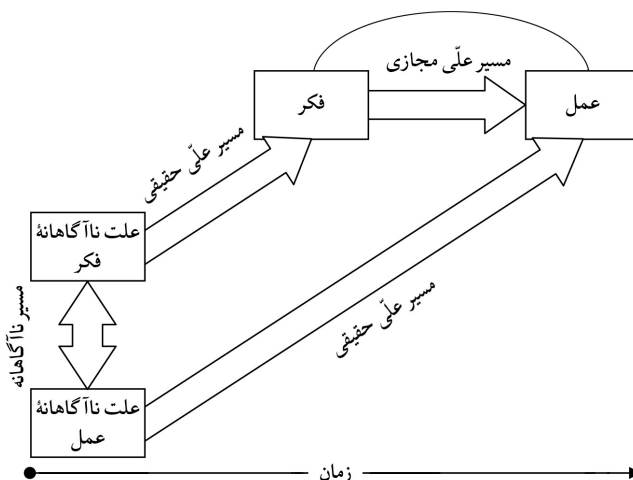 مسیر علّی مجازی
عمل
فکر
مسیر علّی حقیقی
علت ناآگاهانهٔ
فکر
مسیر ناآگاهانه
مسیر علّی حقیقی
علت ناآگاهانهٔ
عمل
زمان